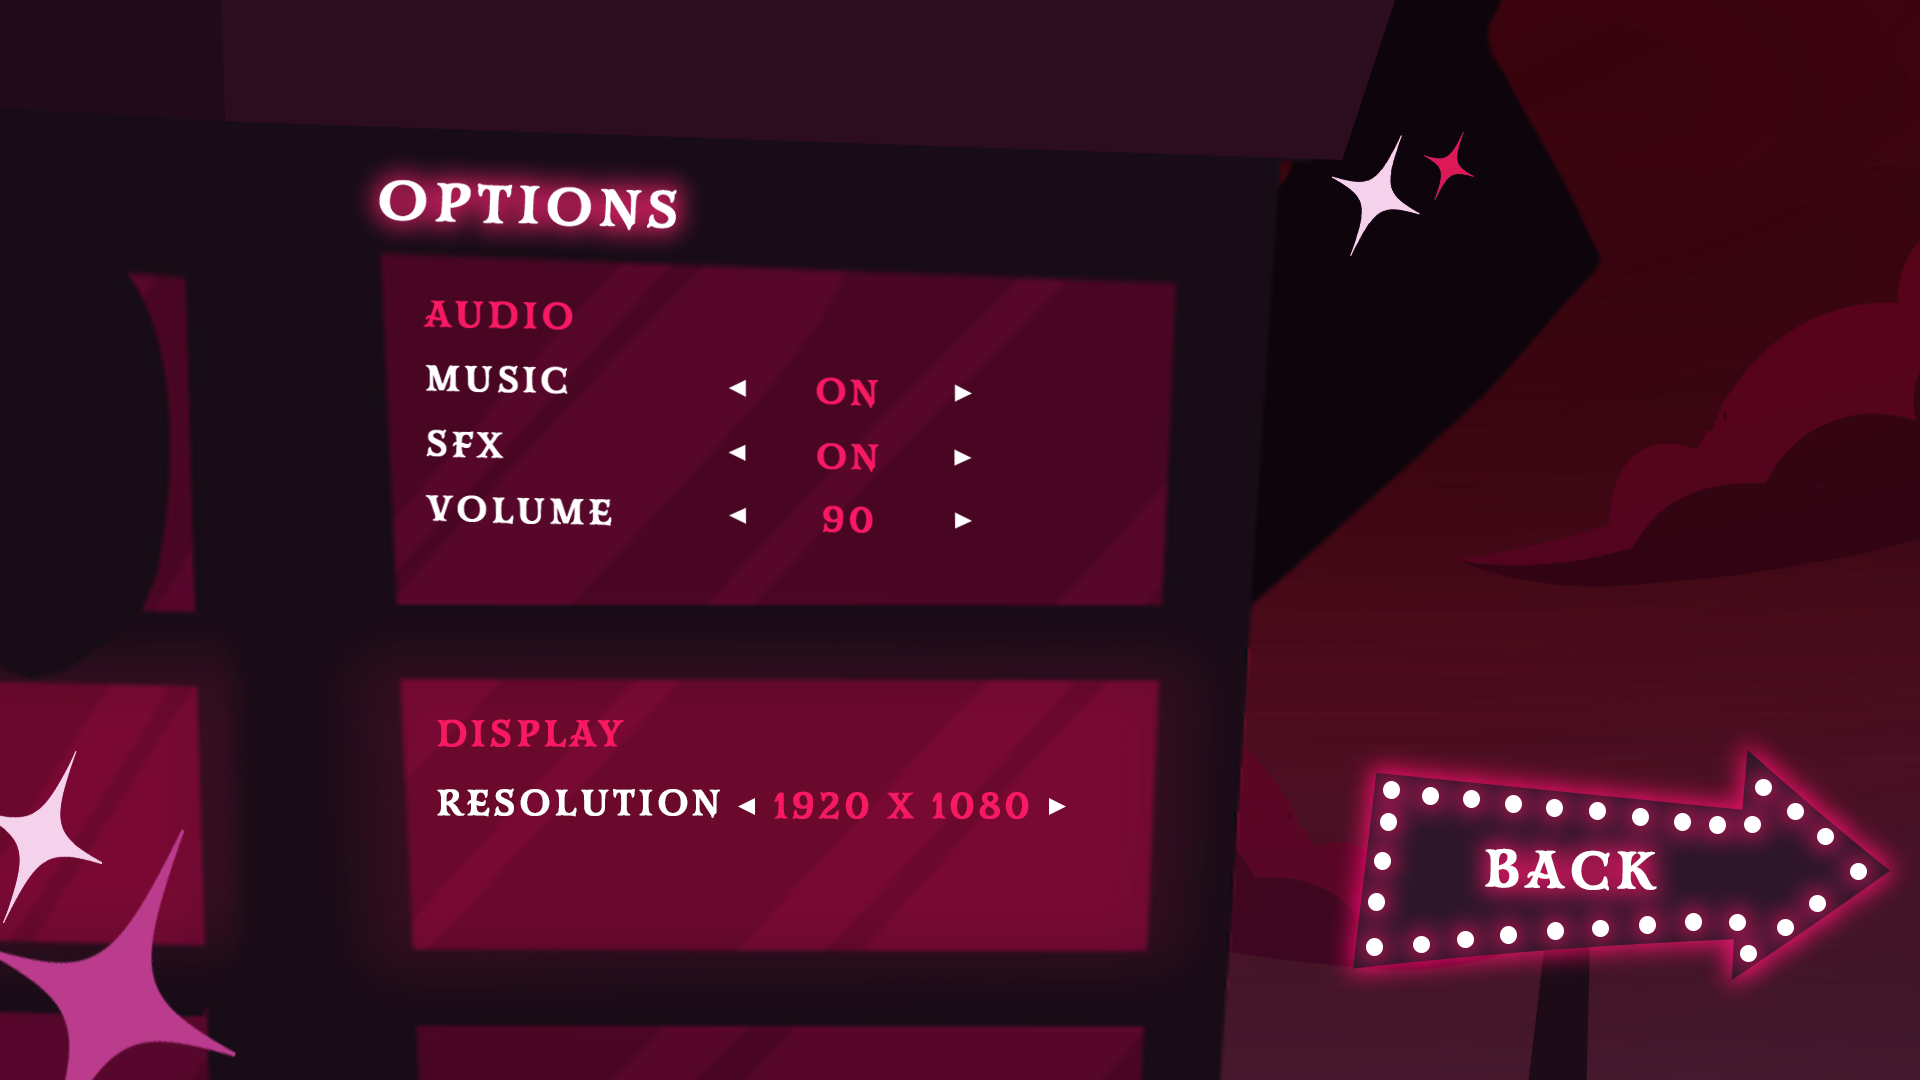 OPTIONS
AUDIO
MUSIC ◄ ON ►
SFX ◄ ON ►
VOLUME ◄ 90 ►
DISPLAY
RESOLUTION ◄ 1920 X 1080 ►
BACK